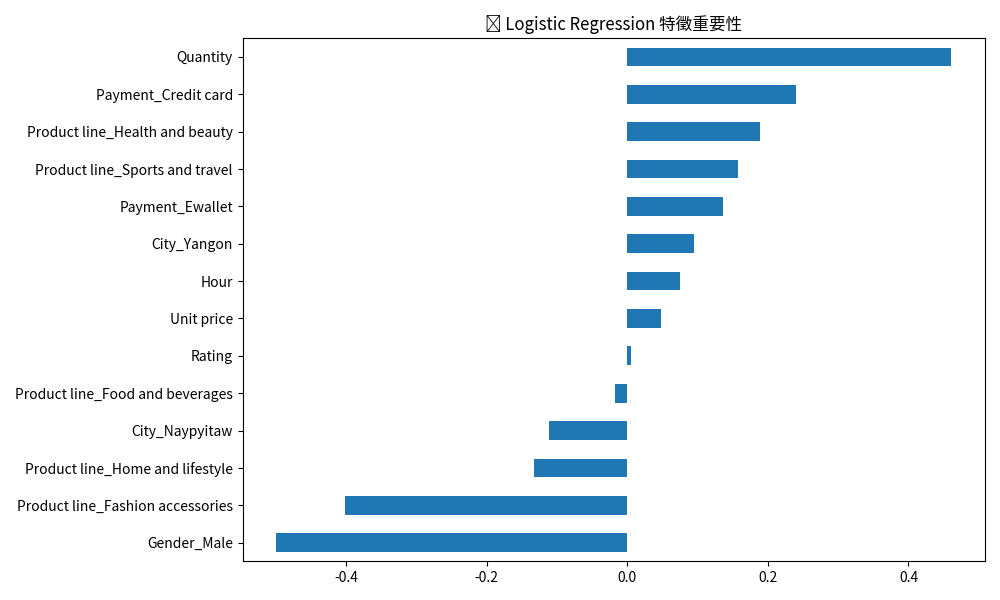 Logistic Regression 特徵重要性
Quantity
Payment_Credit card
Product line_Health and beauty
Product line_Sports and travel
Payment_Ewallet
City_Yangon
Hour
Unit price
Rating
Product line_Food and beverages
City_Naypyitaw
Product line_Home and lifestyle
Product line_Fashion accessories
Gender_Male
-0.4 -0.2 0.0 0.2 0.4